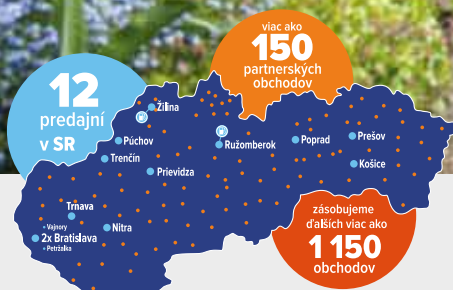 viac ako
150
partnerských
obchodov
12
predajní
v SR
Žilina
Púchov
Trenčín
Ružomberok
Poprad
Prešov
Prievidza
Košice
Trnava
• Vajnory
2x Bratislava
• Petržalka
Nitra
zásobujeme
ďalších viac ako
1 150
obchodov